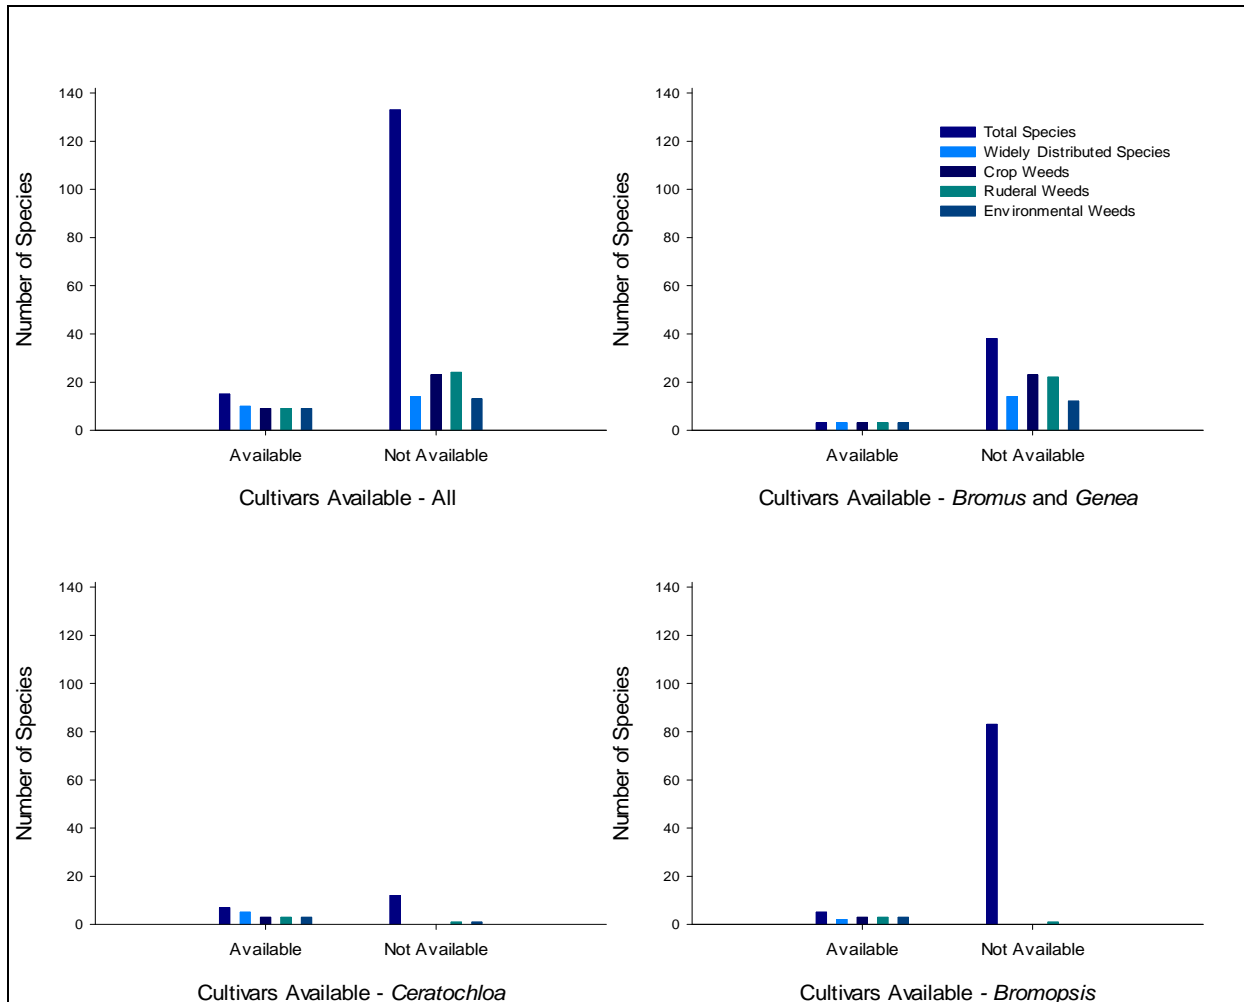 Number of Species
140
120
100
80
60
40
20
0
Available
Not Available
Cultivars Available - All
Number of Species
140
120
100
80
60
40
20
0
Total Species
Widely Distributed Species
Crop Weeds
Ruderal Weeds
Environmental Weeds
Available
Not Available
Cultivars Available - Bromus and Genea
Number of Species
140
120
100
80
60
40
20
0
Available
Not Available
Cultivars Available - Ceratochloa
Number of Species
140
120
100
80
60
40
20
0
Available
Not Available
Cultivars Available - Bromopsis